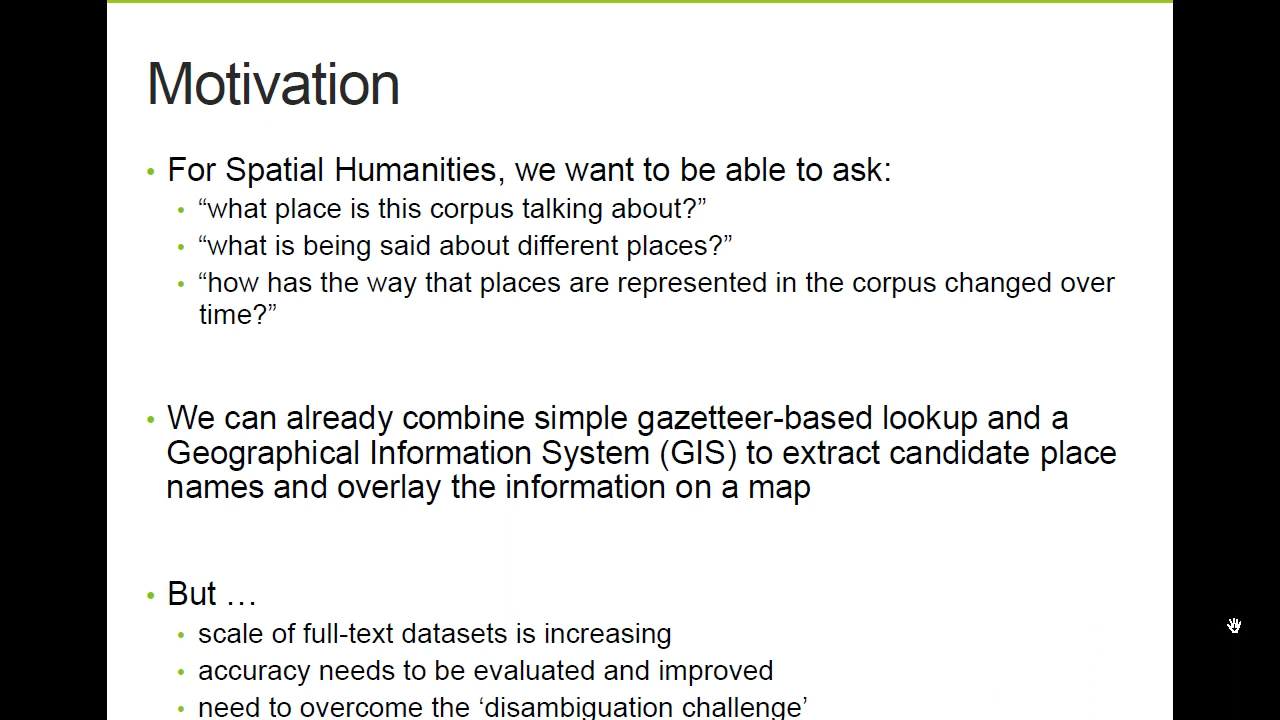 Motivation
• For Spatial Humanities, we want to be able to ask:
• “what place is this corpus talking about?”
• “what is being said about different places?”
• “how has the way that places are represented in the corpus changed over
time?”
• We can already combine simple gazetteer-based lookup and a
Geographical Information System (GIS) to extract candidate place
names and overlay the information on a map
• But …
• scale of full-text datasets is increasing
• accuracy needs to be evaluated and improved
• need to overcome the ‘disambiguation challenge’